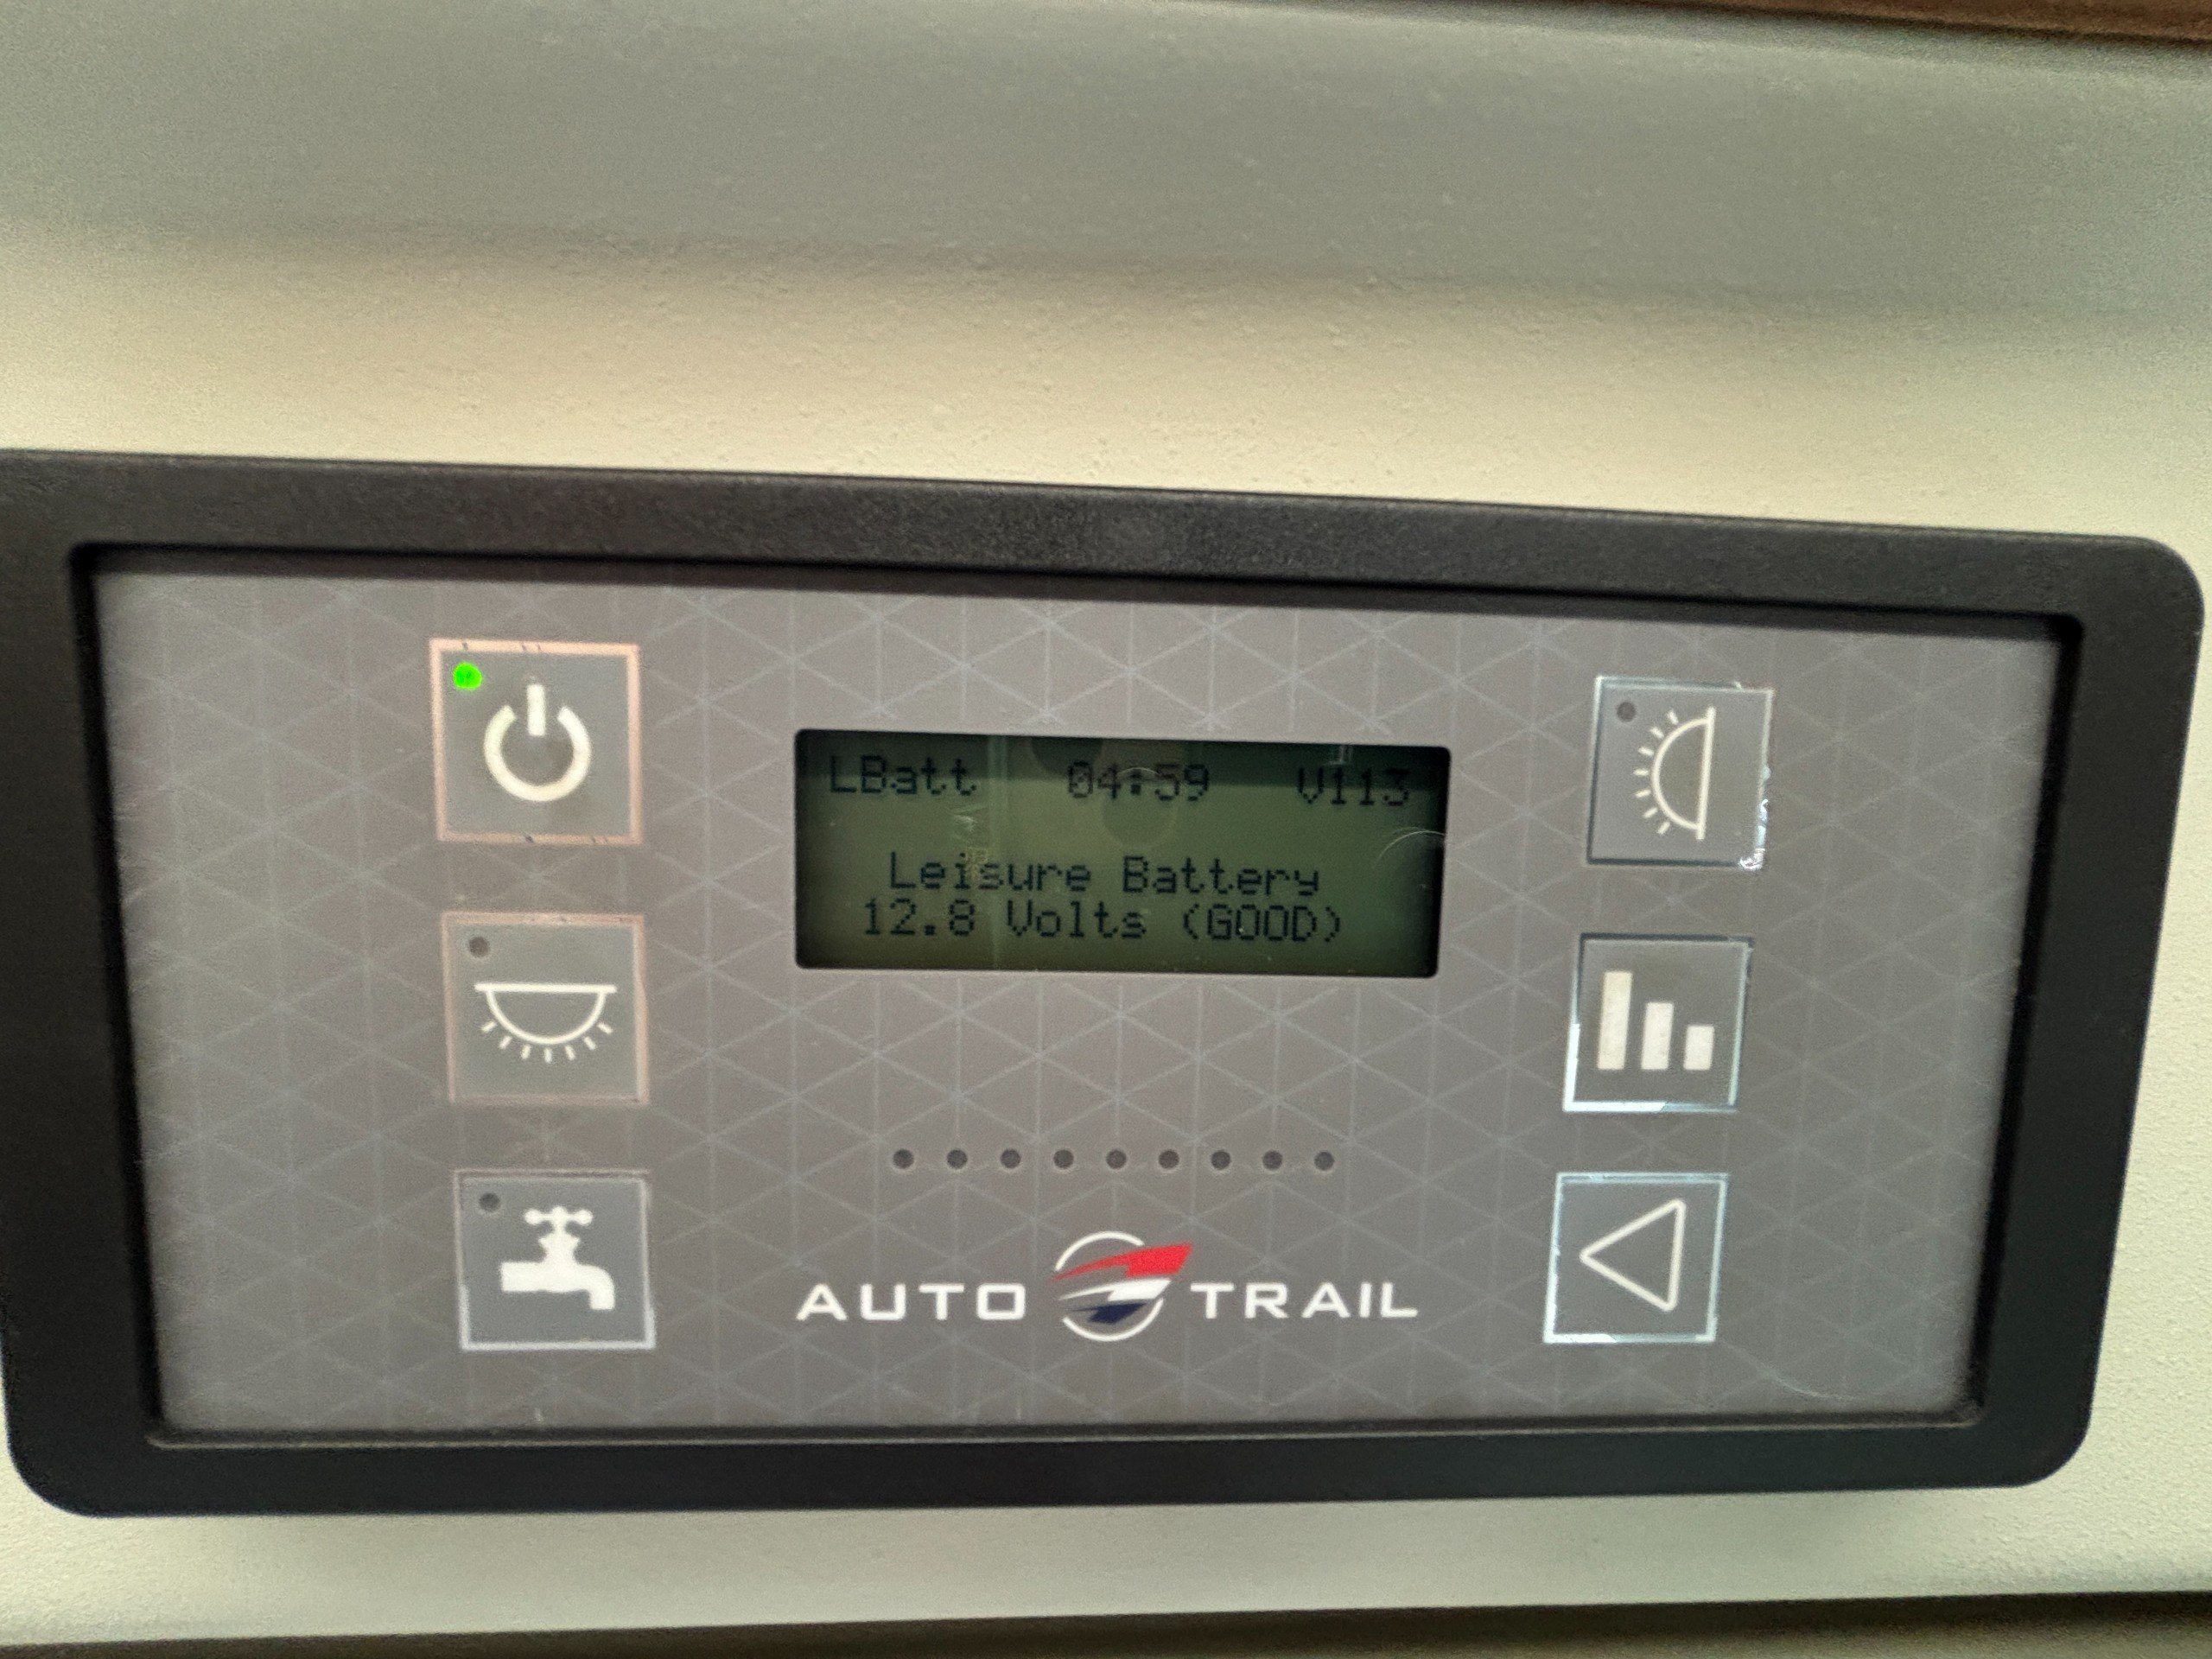 LBatt 04:59 V113
Leisure Battery
12.8 Volts (GOOD)
AUTO TRAIL